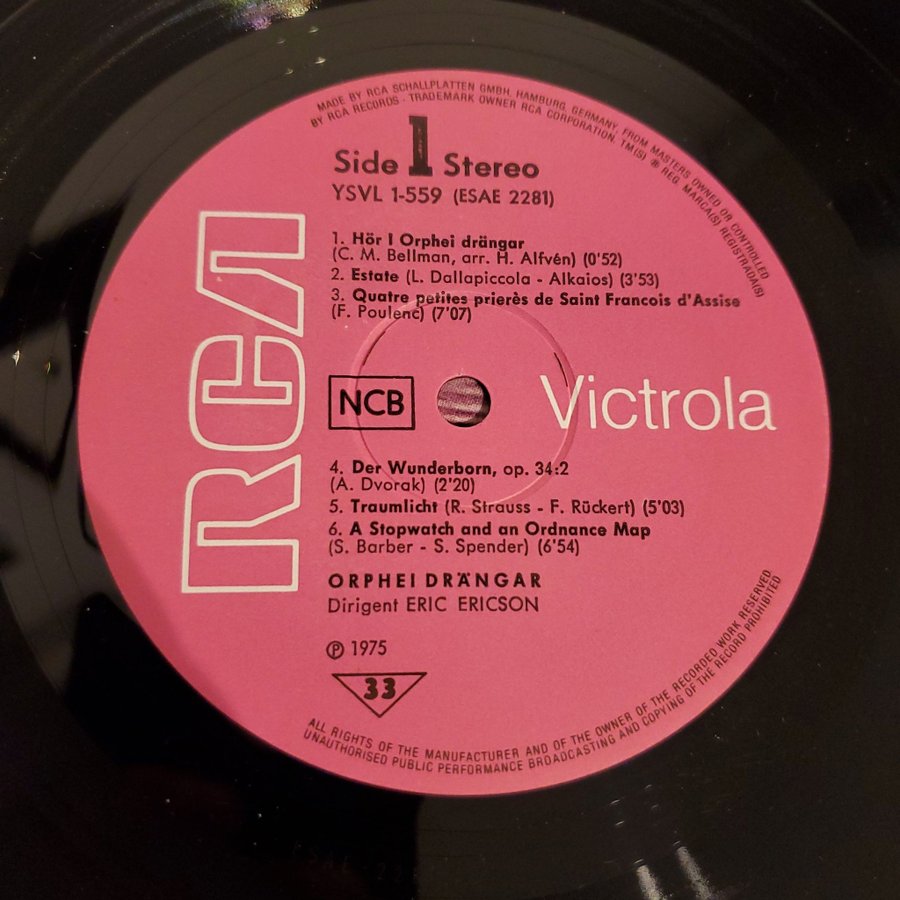 MADE BY RCA SCHALLPLATTEN GMBH, HAMBURG, GERMANY, FROM MASTERS OWNED OR CONTROLLED
BY RCA RECORDS · TRADEMARK OWNER RCA CORPORATION. TM(S) ® REG. MARCA(S) REGISTRADA(S)
Side 1 Stereo
YSVL 1-559 (ESAE 2281)
1. Hör I Orphei drängar
(C. M. Bellman, arr. H. Alfvén) (0'52)
2. Estate (L. Dallapiccola - Alkaios) (3'53)
3. Quatre petites prierès de Saint Francois d'Assise
(F. Poulenc) (7'07)
RCA
NCB
Victrola
4. Der Wunderborn, op. 34:2
(A. Dvorak) (2'20)
5. Traumlicht (R. Strauss - F. Rückert) (5'03)
6. A Stopwatch and an Ordnance Map
(S. Barber - S. Spender) (6'54)
ORPHEI DRÄNGAR
Dirigent ERIC ERICSON
℗ 1975
33
ALL RIGHTS OF THE MANUFACTURER AND OF THE OWNER OF THE RECORDED WORK RESERVED
UNAUTHORISED PUBLIC PERFORMANCE BROADCASTING AND COPYING OF THE RECORD PROHIBITED